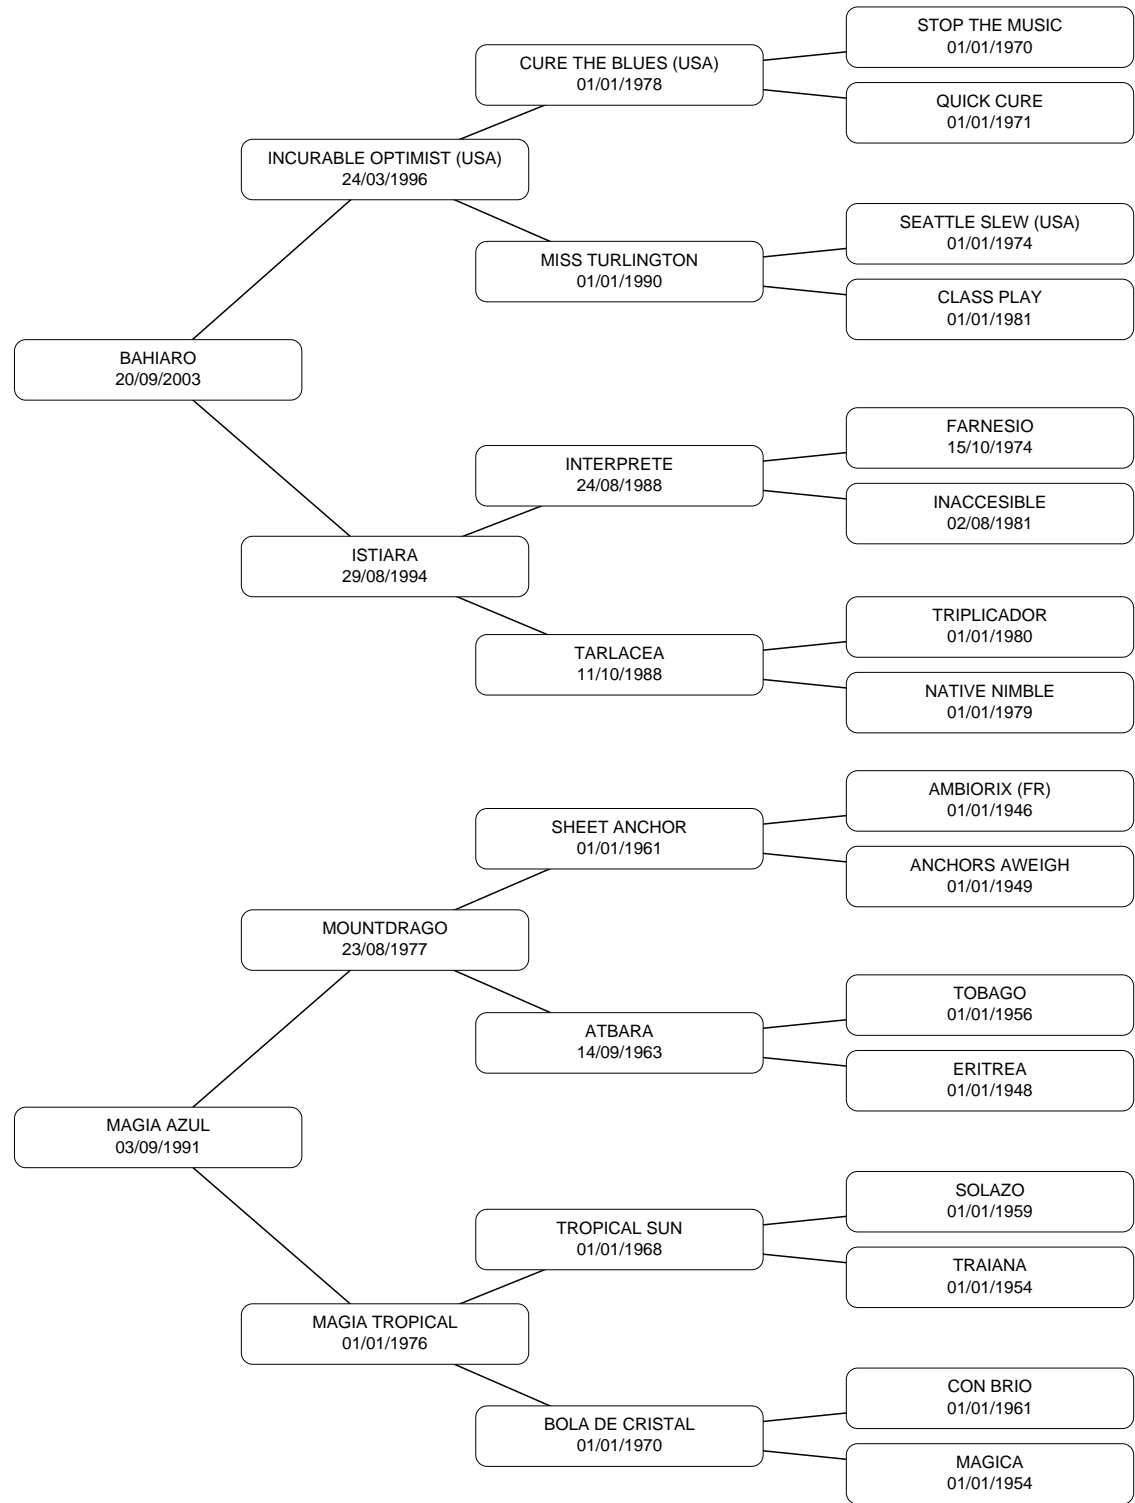 STOP THE MUSIC
01/01/1970
CURE THE BLUES (USA)
01/01/1978
QUICK CURE
01/01/1971
INCURABLE OPTIMIST (USA)
24/03/1996
SEATTLE SLEW (USA)
01/01/1974
MISS TURLINGTON
01/01/1990
CLASS PLAY
01/01/1981
BAHIARO
20/09/2003
FARNESIO
15/10/1974
INTERPRETE
24/08/1988
INACCESIBLE
02/08/1981
ISTIARA
29/08/1994
TRIPLICADOR
01/01/1980
TARLACEA
11/10/1988
NATIVE NIMBLE
01/01/1979
AMBIORIX (FR)
01/01/1946
SHEET ANCHOR
01/01/1961
ANCHORS AWEIGH
01/01/1949
MOUNTDRAGO
23/08/1977
TOBAGO
01/01/1956
ATBARA
14/09/1963
ERITREA
01/01/1948
MAGIA AZUL
03/09/1991
SOLAZO
01/01/1959
TROPICAL SUN
01/01/1968
TRAIANA
01/01/1954
MAGIA TROPICAL
01/01/1976
CON BRIO
01/01/1961
BOLA DE CRISTAL
01/01/1970
MAGICA
01/01/1954